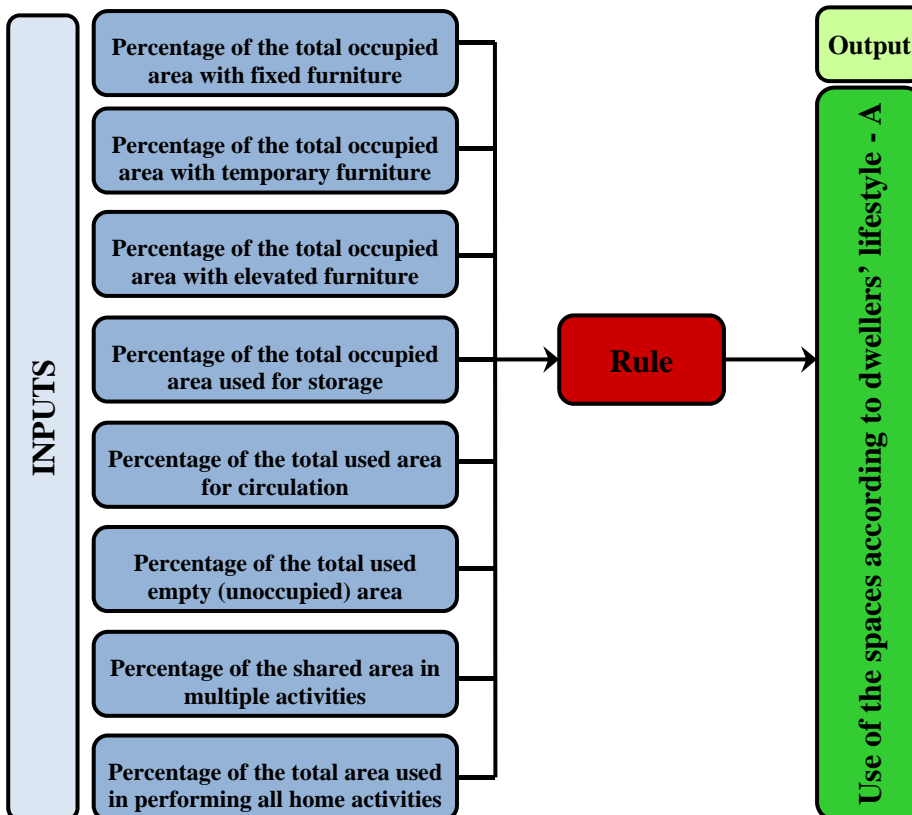 INPUTS
Percentage of the total occupied
area with fixed furniture
Percentage of the total occupied
area with temporary furniture
Percentage of the total occupied
area with elevated furniture
Percentage of the total occupied
area used for storage
Percentage of the total used area
for circulation
Percentage of the total used
empty (unoccupied) area
Percentage of the shared area in
multiple activities
Percentage of the total area used
in performing all home activities
Rule
Output
Use of the spaces according to dwellers’ lifestyle - A